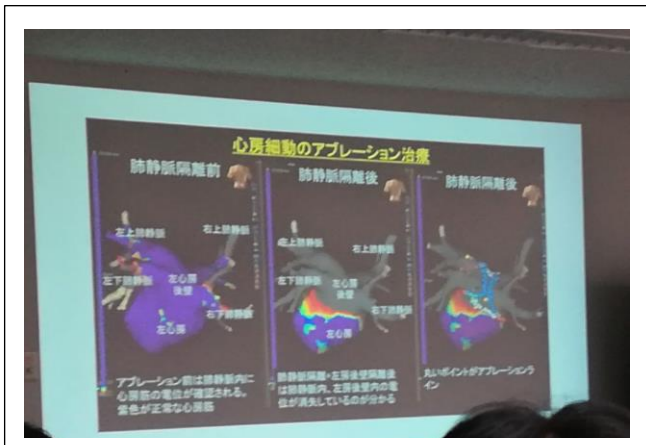 心房細動のアブレーション治療
肺静脈隔離前
左上肺静脈
右上肺静脈
左下肺静脈
左心房
後壁
右下肺静脈
左心房
アブレーション前は肺静脈内に
心房筋の電位が確認される。
紫色が正常な心房筋
肺静脈隔離後
左上肺静脈
右上肺静脈
左下肺静脈
左心房
後壁
右下肺静脈
左心房
肺静脈隔離・左房後壁隔離後
は肺静脈内、左房後壁内の電
位が消失しているのが分かる
肺静脈隔離後
丸いポイントがアブレーションラ
イン